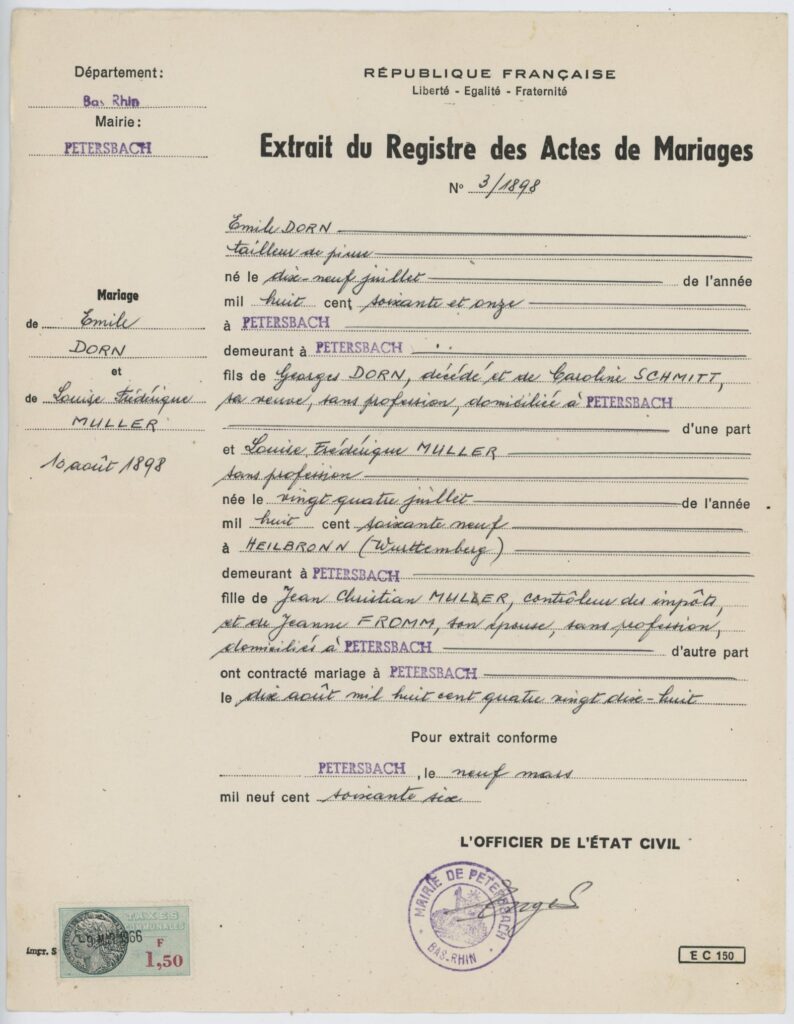 Département :
Bas Rhin
Mairie :
PETERSBACH
RÉPUBLIQUE FRANÇAISE
Liberté - Egalité - Fraternité
Extrait du Registre des Actes de Mariages
N° 3/1898
Mariage
de Emile
DORN
et
de Louise Frédérique
MULLER
10 août 1898
Emile DORN
tailleur de pierre
né le dix-neuf juillet de l'année
mil huit cent soixante et onze
à PETERSBACH
demeurant à PETERSBACH
fils de Georges DORN, décédé et de Caroline SCHMITT,
sa veuve, sans profession, domiciliée à PETERSBACH
d'une part
et Louise Frédérique MULLER
sans profession
née le vingt quatre juillet de l'année
mil huit cent soixante neuf
à HEILBRONN (Wurttemberg)
demeurant à PETERSBACH
fille de Jean Christian MULLER, contrôleur des impôts,
et de Jeanne FROMM, son épouse, sans profession,
domiciliés à PETERSBACH d'autre part
ont contracté mariage à PETERSBACH
le dix août mil huit cent quatre vingt dix-huit
Pour extrait conforme
PETERSBACH, le neuf mars
mil neuf cent soixante six
L'OFFICIER DE L'ÉTAT CIVIL
MAIRIE DE PETERSBACH
BAS-RHIN
TAXES
COMMUNALES
1966
F
1,50
Impr. S
E C 150